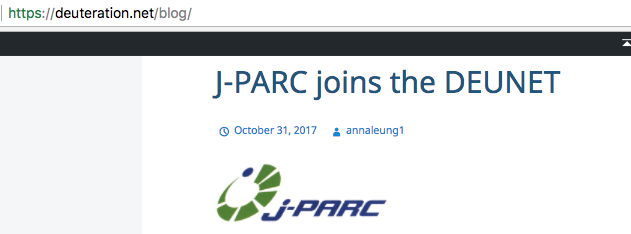 https://deuteration.net/blog/
J-PARC joins the DEUNET
October 31, 2017 annaleung1
j-PARC